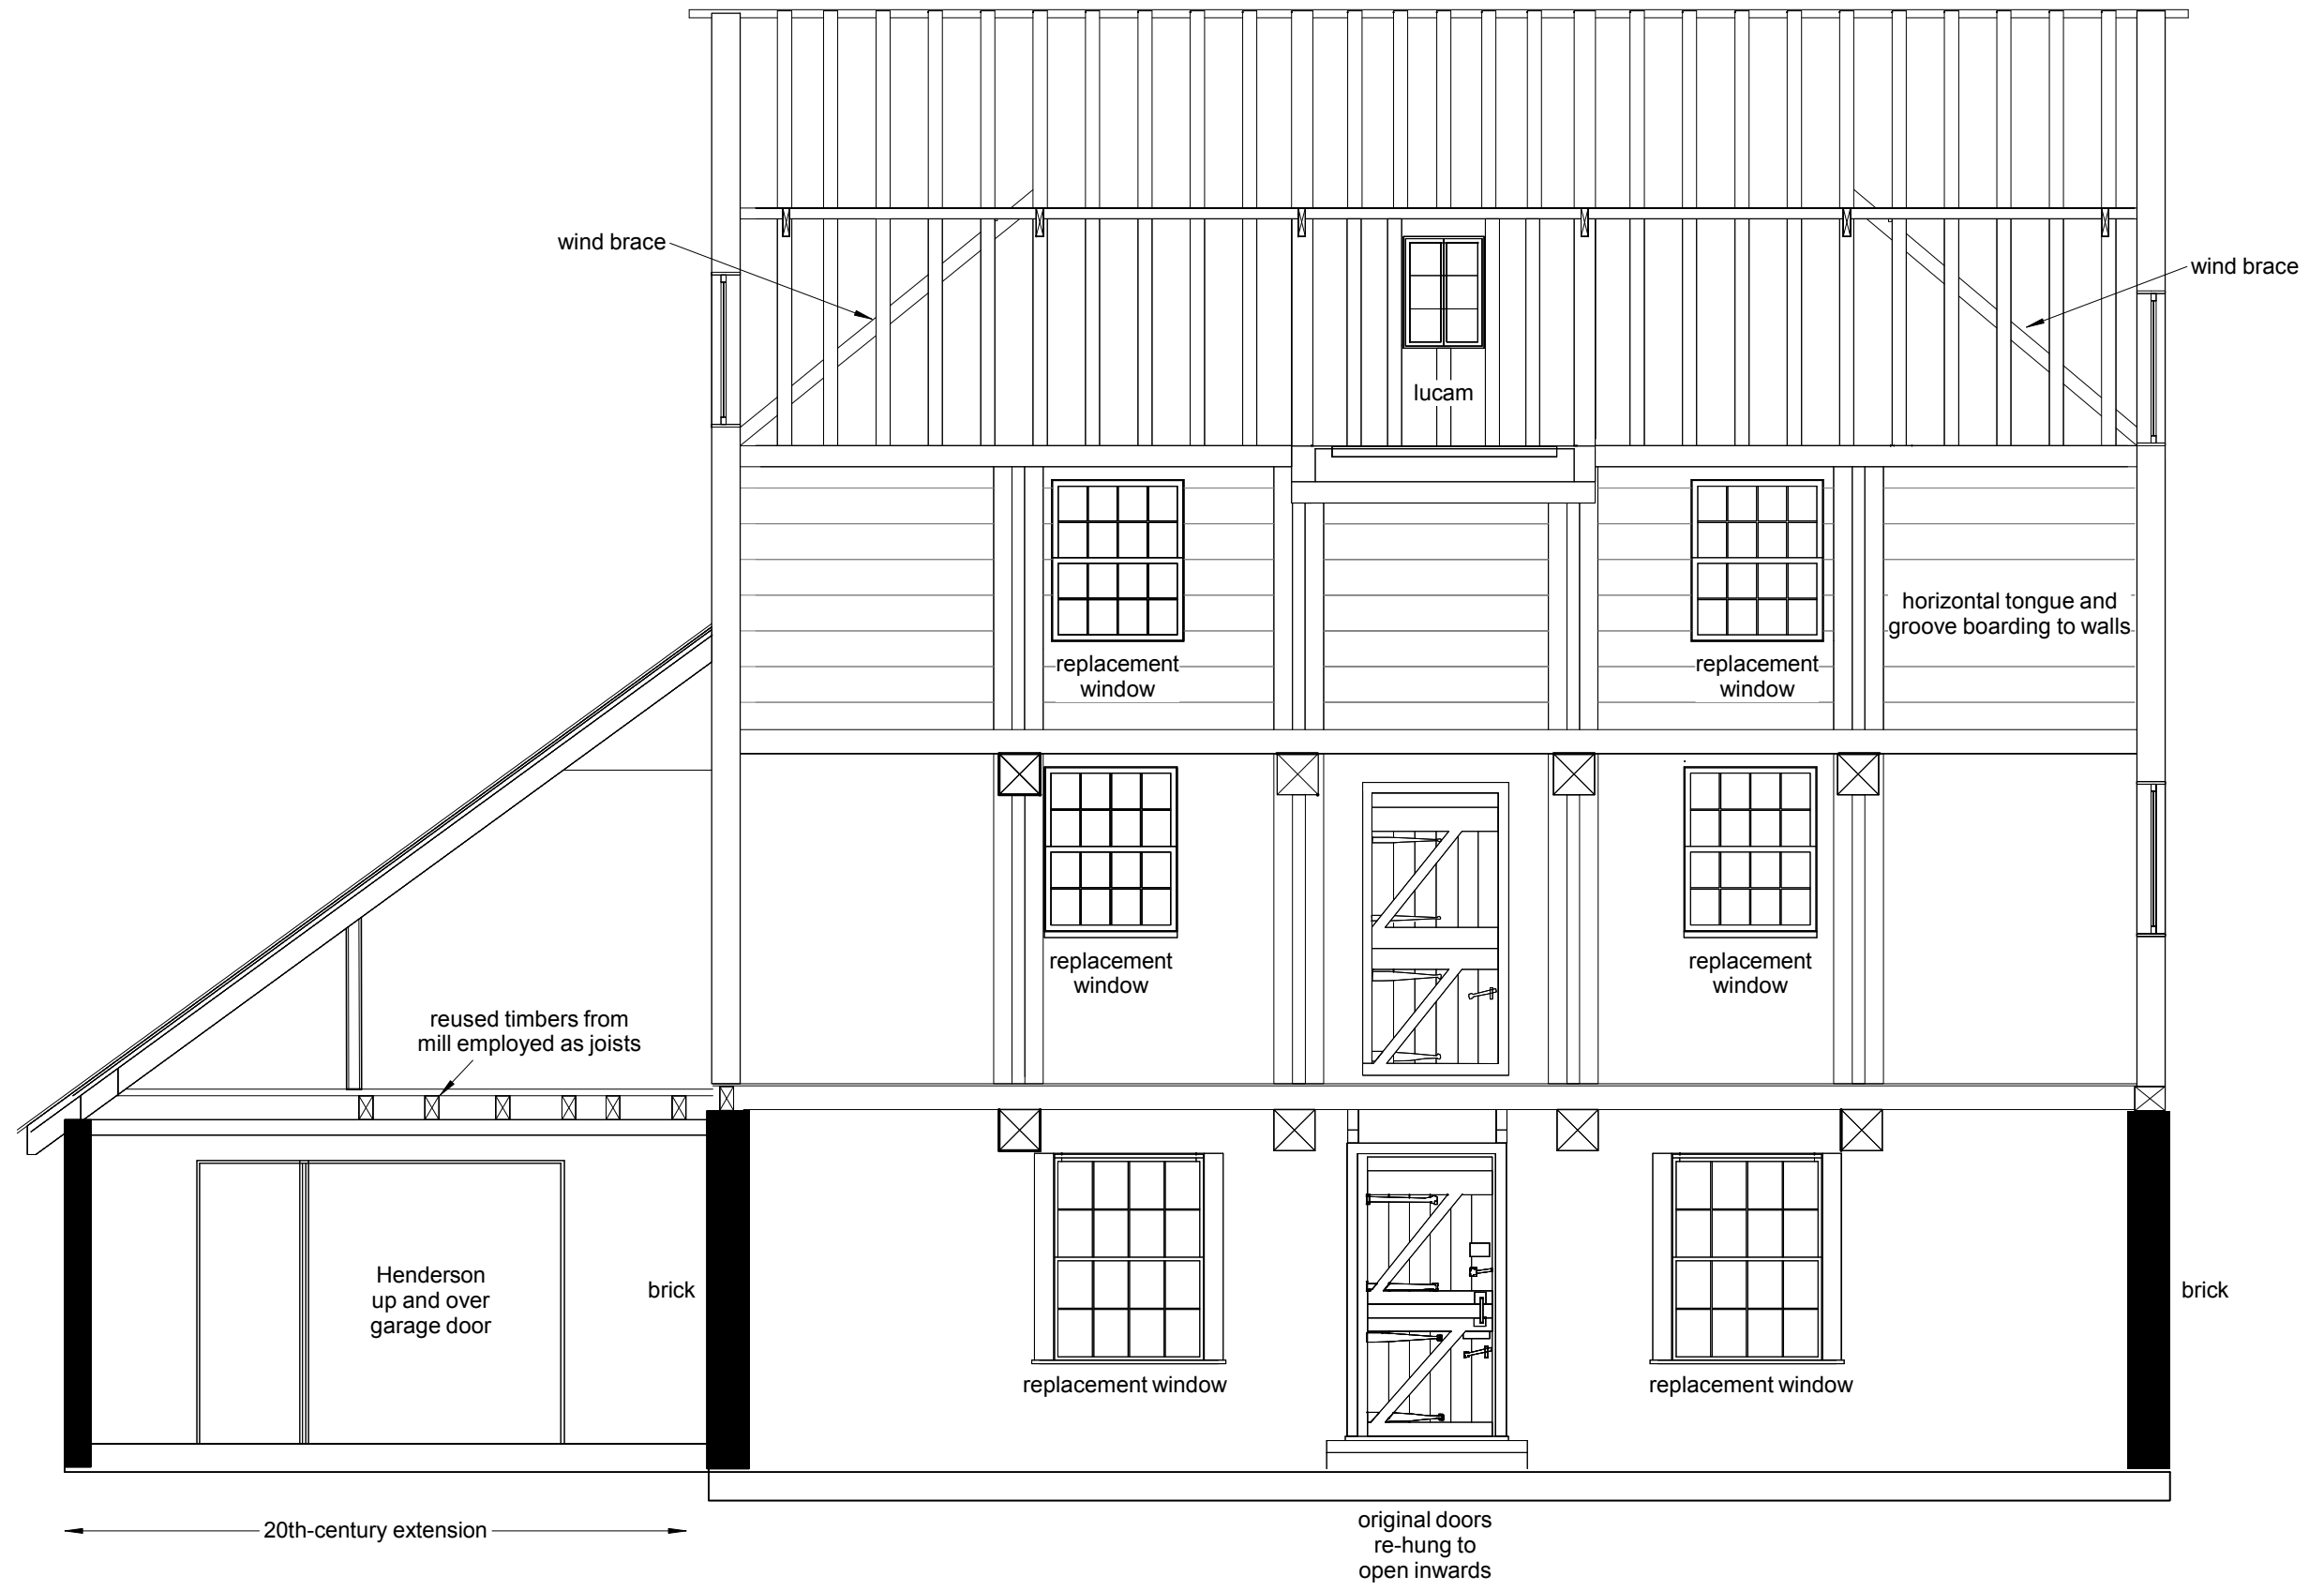 wind brace
wind brace
lucam
horizontal tongue and
groove boarding to walls
replacement
window
replacement
window
replacement
window
replacement
window
reused timbers from
mill employed as joists
Henderson
up and over
garage door
brick
brick
replacement window
replacement window
20th-century extension
original doors
re-hung to
open inwards